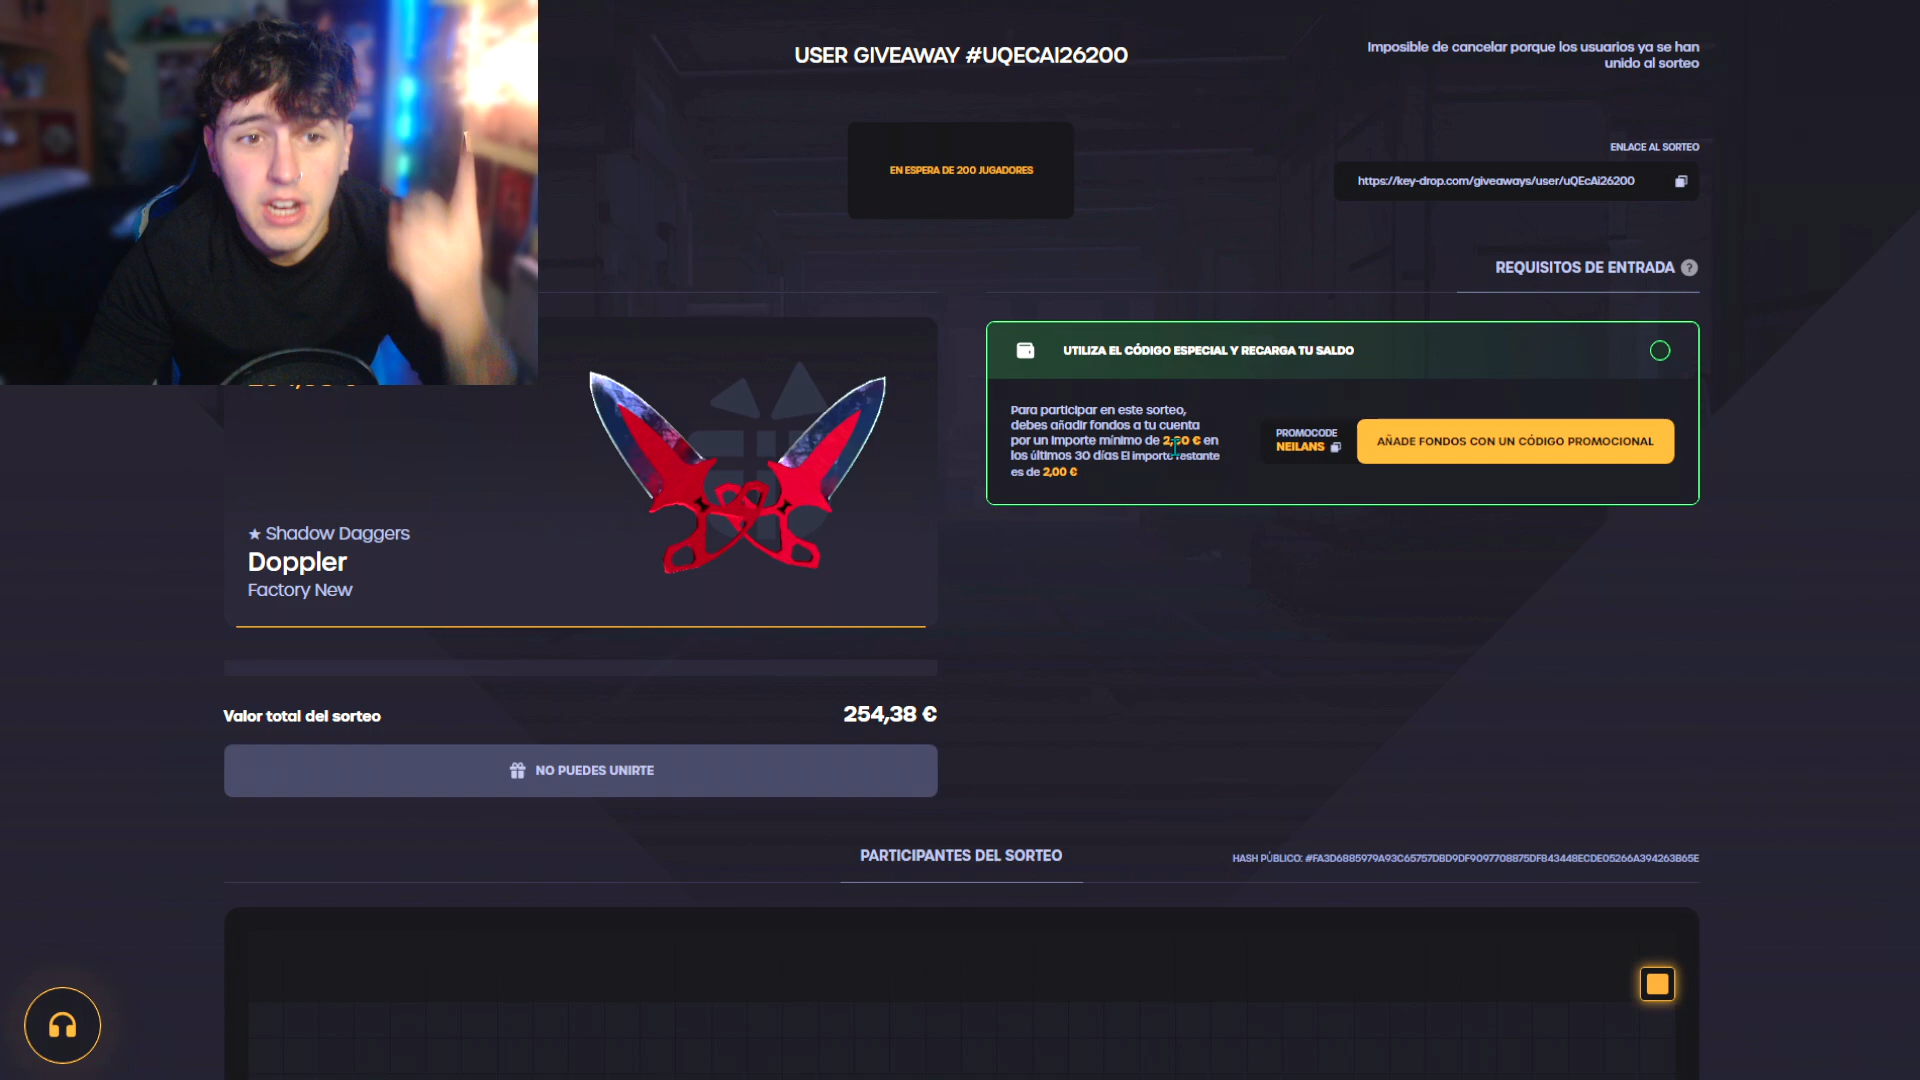 USER GIVEAWAY #UQECAI26200
Imposible de cancelar porque los usuarios ya se han
unido al sorteo
EN ESPERA DE 200 JUGADORES
ENLACE AL SORTEO
https://key-drop.com/giveaways/user/uQEcAi26200
REQUISITOS DE ENTRADA ?
UTILIZA EL CÓDIGO ESPECIAL Y RECARGA TU SALDO
Para participar en este sorteo,
debes añadir fondos a tu cuenta
por un importe mínimo de € en
los últimos 30 días El importe restante
es de 2,00 €
PROMOCODE
NEILANS
AÑADE FONDOS CON UN CÓDIGO PROMOCIONAL
★ Shadow Daggers
Doppler
Factory New
Valor total del sorteo
254,38 €
NO PUEDES UNIRTE
PARTICIPANTES DEL SORTEO
HASH PÚBLICO: